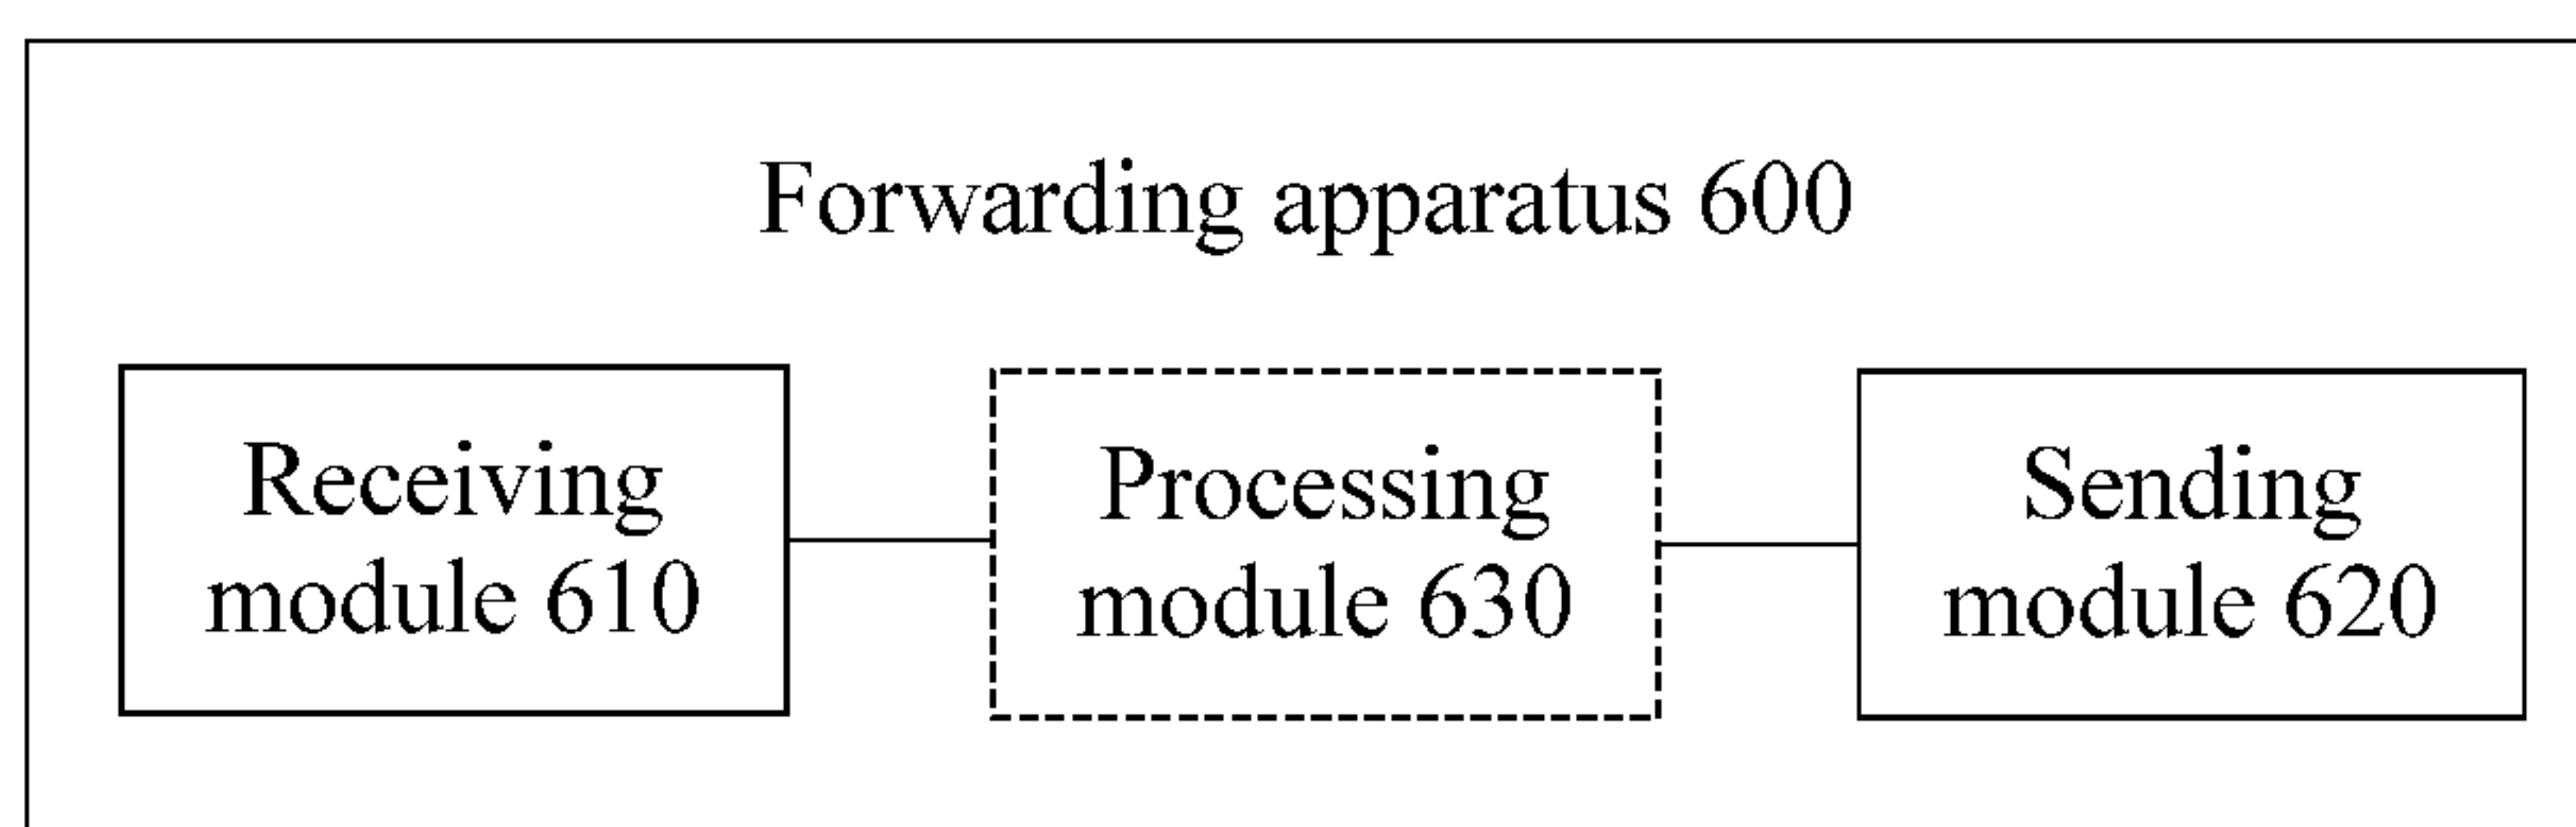 Forwarding apparatus 600
Receiving
module 610
Processing
module 630
Sending
module 620